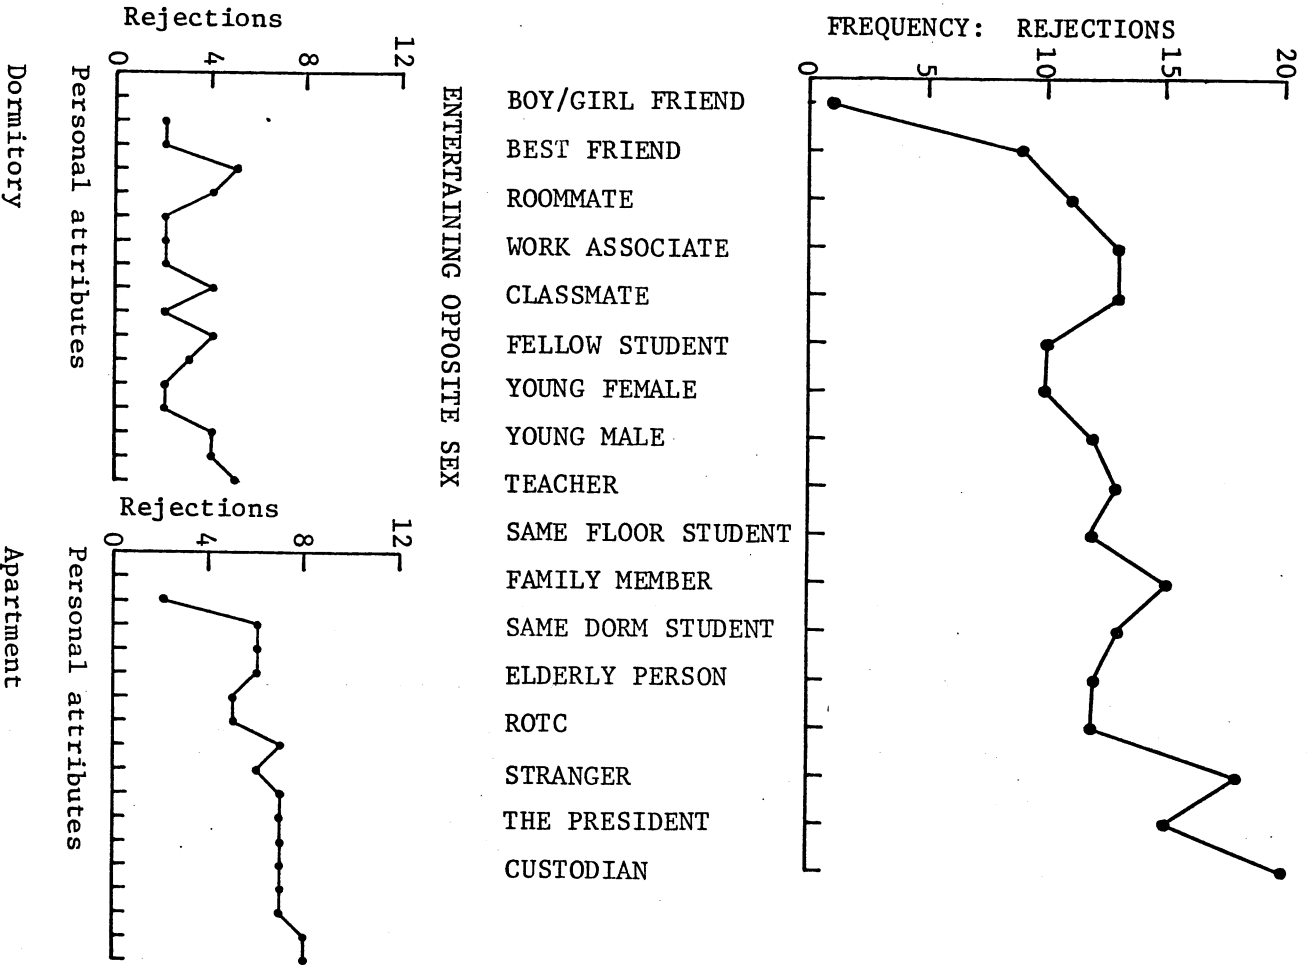 Rejections
0 4 8 12
Personal attributes
Dormitory
Rejections
0 4 8 12
Personal attributes
Apartment
ENTERTAINING OPPOSITE SEX
FREQUENCY: REJECTIONS
0 5 10 15 20
BOY/GIRL FRIEND
BEST FRIEND
ROOMMATE
WORK ASSOCIATE
CLASSMATE
FELLOW STUDENT
YOUNG FEMALE
YOUNG MALE
TEACHER
SAME FLOOR STUDENT
FAMILY MEMBER
SAME DORM STUDENT
ELDERLY PERSON
ROTC
STRANGER
THE PRESIDENT
CUSTODIAN